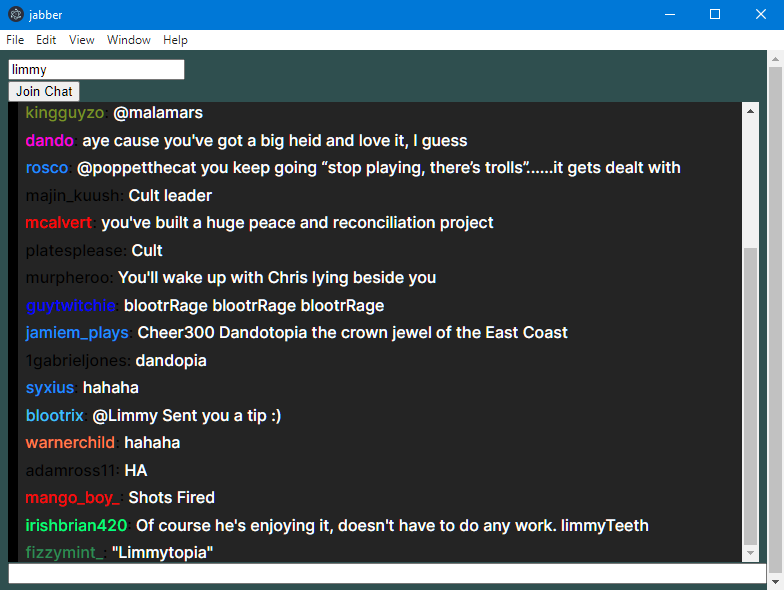 jabber
File Edit View Window Help
limmy
Join Chat
kingguyzo: @malamars
dando: aye cause you've got a big heid and love it, I guess
rosco: @poppetthecat you keep going “stop playing, there’s trolls”......it gets dealt with
majin_kuush: Cult leader
mcalvert: you've built a huge peace and reconciliation project
platesplease: Cult
murpheroo: You'll wake up with Chris lying beside you
guytwitchie: blootrRage blootrRage blootrRage
jamiem_plays: Cheer300 Dandotopia the crown jewel of the East Coast
1gabrieljones: dandopia
syxius: hahaha
blootrix: @Limmy Sent you a tip :)
warnerchild: hahaha
adamross11: HA
mango_boy_: Shots Fired
irishbrian420: Of course he's enjoying it, doesn't have to do any work. limmyTeeth
fizzymint_: "Limmytopia"